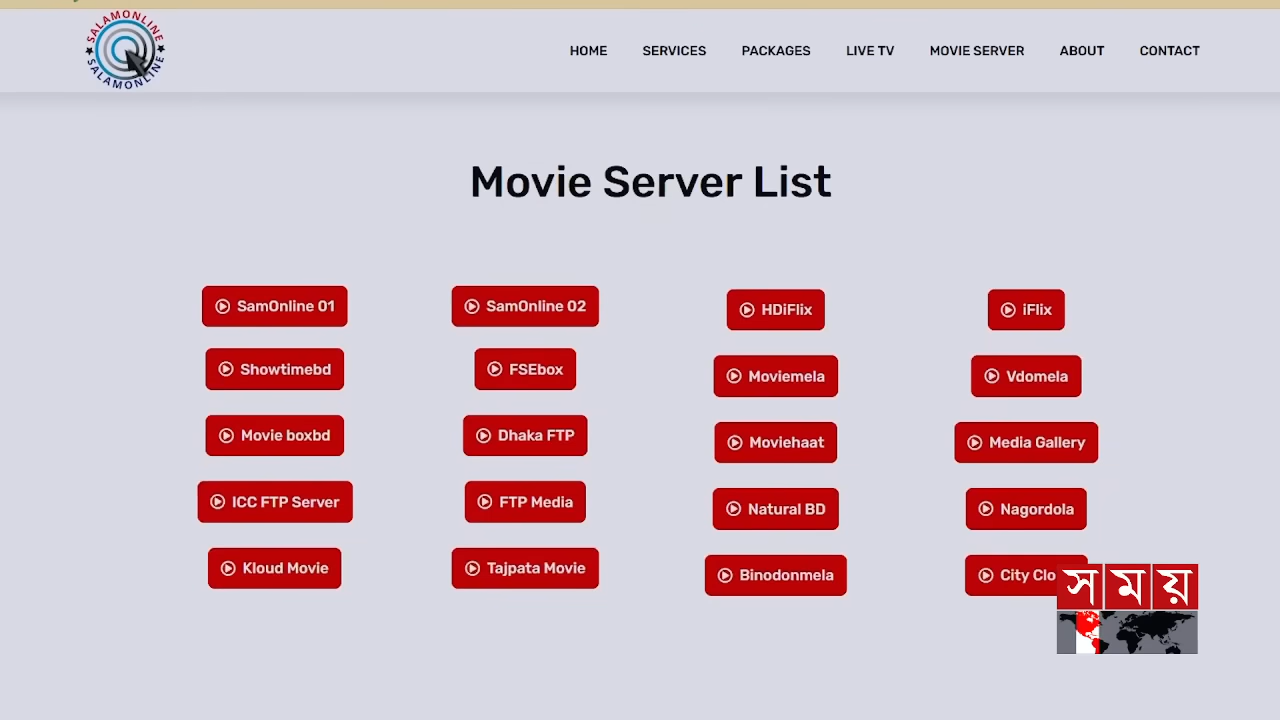 SALAMONLINE
SALAMONLINE
HOME SERVICES PACKAGES LIVE TV MOVIE SERVER ABOUT CONTACT
Movie Server List
SamOnline 01 SamOnline 02 HDiFlix iFlix
Showtimebd FSEbox Moviemela Vdomela
Movie boxbd Dhaka FTP Moviehaat Media Gallery
ICC FTP Server FTP Media Natural BD Nagordola
Kloud Movie Tajpata Movie Binodonmela City Clo
সময়